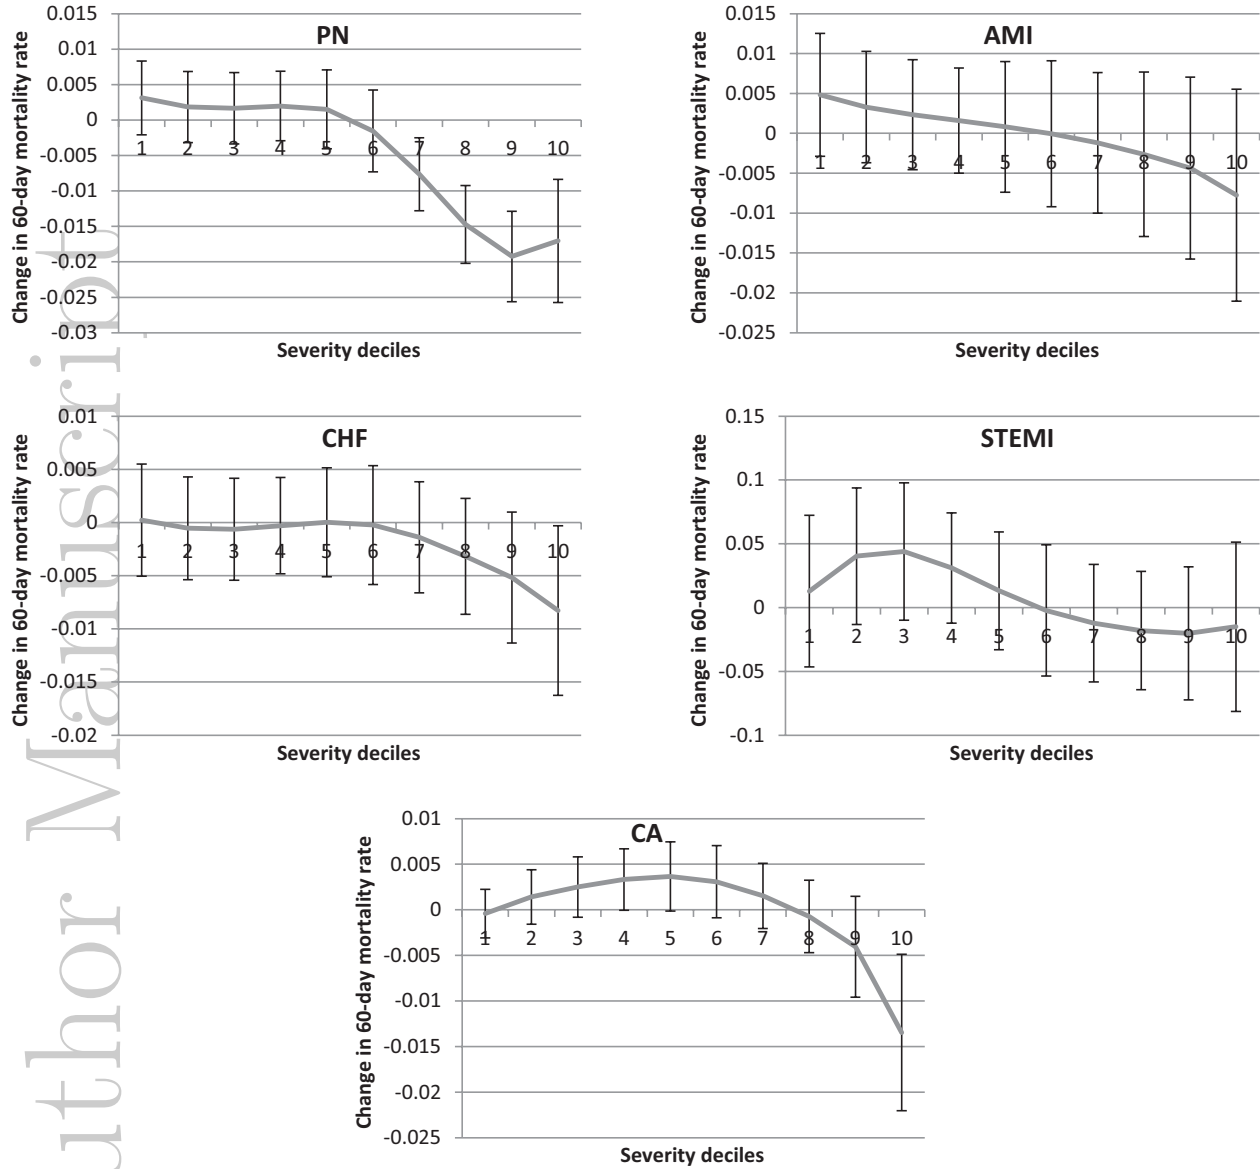 PN
Change in 60-day mortality rate
0.015
0.01
0.005
0
-0.005
-0.01
-0.015
-0.02
-0.025
-0.03
1 2 3 4 5 6 7 8 9 10
Severity deciles
AMI
Change in 60-day mortality rate
0.015
0.01
0.005
0
-0.005
-0.01
-0.015
-0.02
-0.025
1 2 3 4 5 6 7 8 9 10
Severity deciles
CHF
Change in 60-day mortality rate
0.01
0.005
0
-0.005
-0.01
-0.015
-0.02
1 2 3 4 5 6 7 8 9 10
Severity deciles
STEMI
Change in 60-day mortality rate
0.15
0.1
0.05
0
-0.05
-0.1
1 2 3 4 5 6 7 8 9 10
Severity deciles
CA
Change in 60-day mortality rate
0.01
0.005
0
-0.005
-0.01
-0.015
-0.02
-0.025
1 2 3 4 5 6 7 8 9 10
Severity deciles
uthor Manuscript